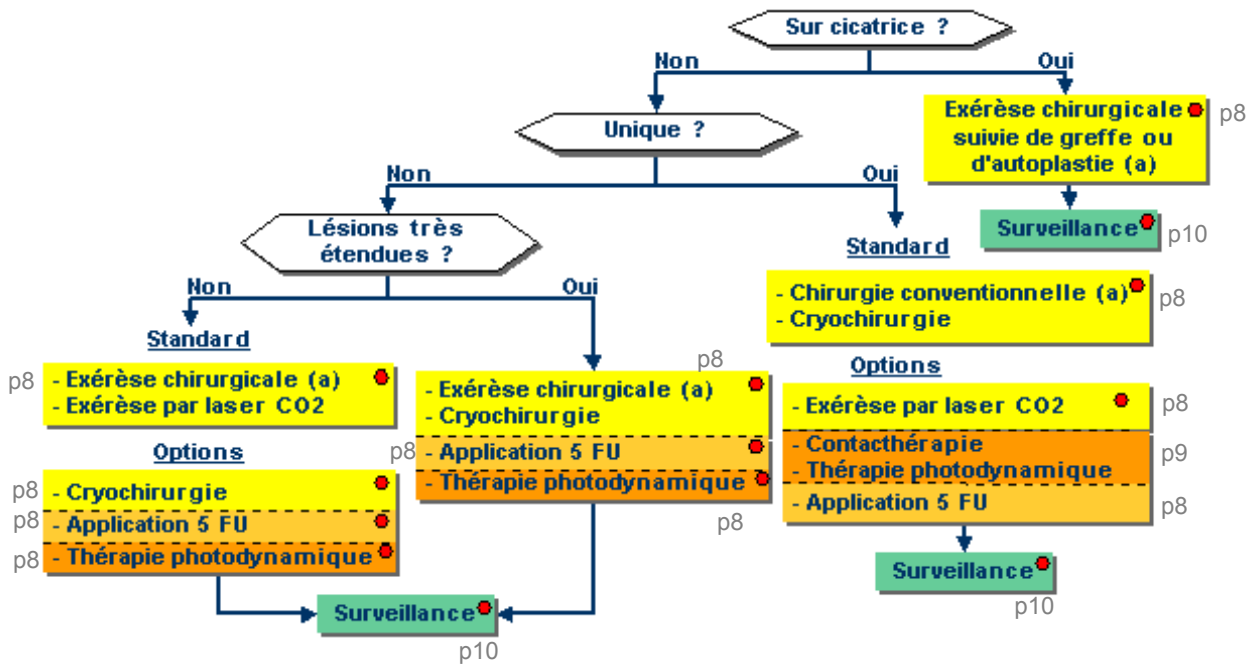 Sur cicatrice ?
Non
Oui
Exérèse chirurgicale
suivie de greffe ou
d'autoplastie (a)
p8
Surveillance
p10
Unique ?
Non
Oui
Standard
- Chirurgie conventionnelle (a)
- Cryochirurgie
p8
Options
- Exérèse par laser CO2
p8
- Contacthérapie
- Thérapie photodynamique
p9
- Application 5 FU
p8
Surveillance
p10
Lésions très
étendues ?
Non
Oui
Standard
p8
- Exérèse chirurgicale (a)
- Exérèse par laser CO2
Options
p8
- Cryochirurgie
p8
- Application 5 FU
p8
- Thérapie photodynamique
p8
- Exérèse chirurgicale (a)
- Cryochirurgie
p8
- Application 5 FU
- Thérapie photodynamique
p8
Surveillance
p10